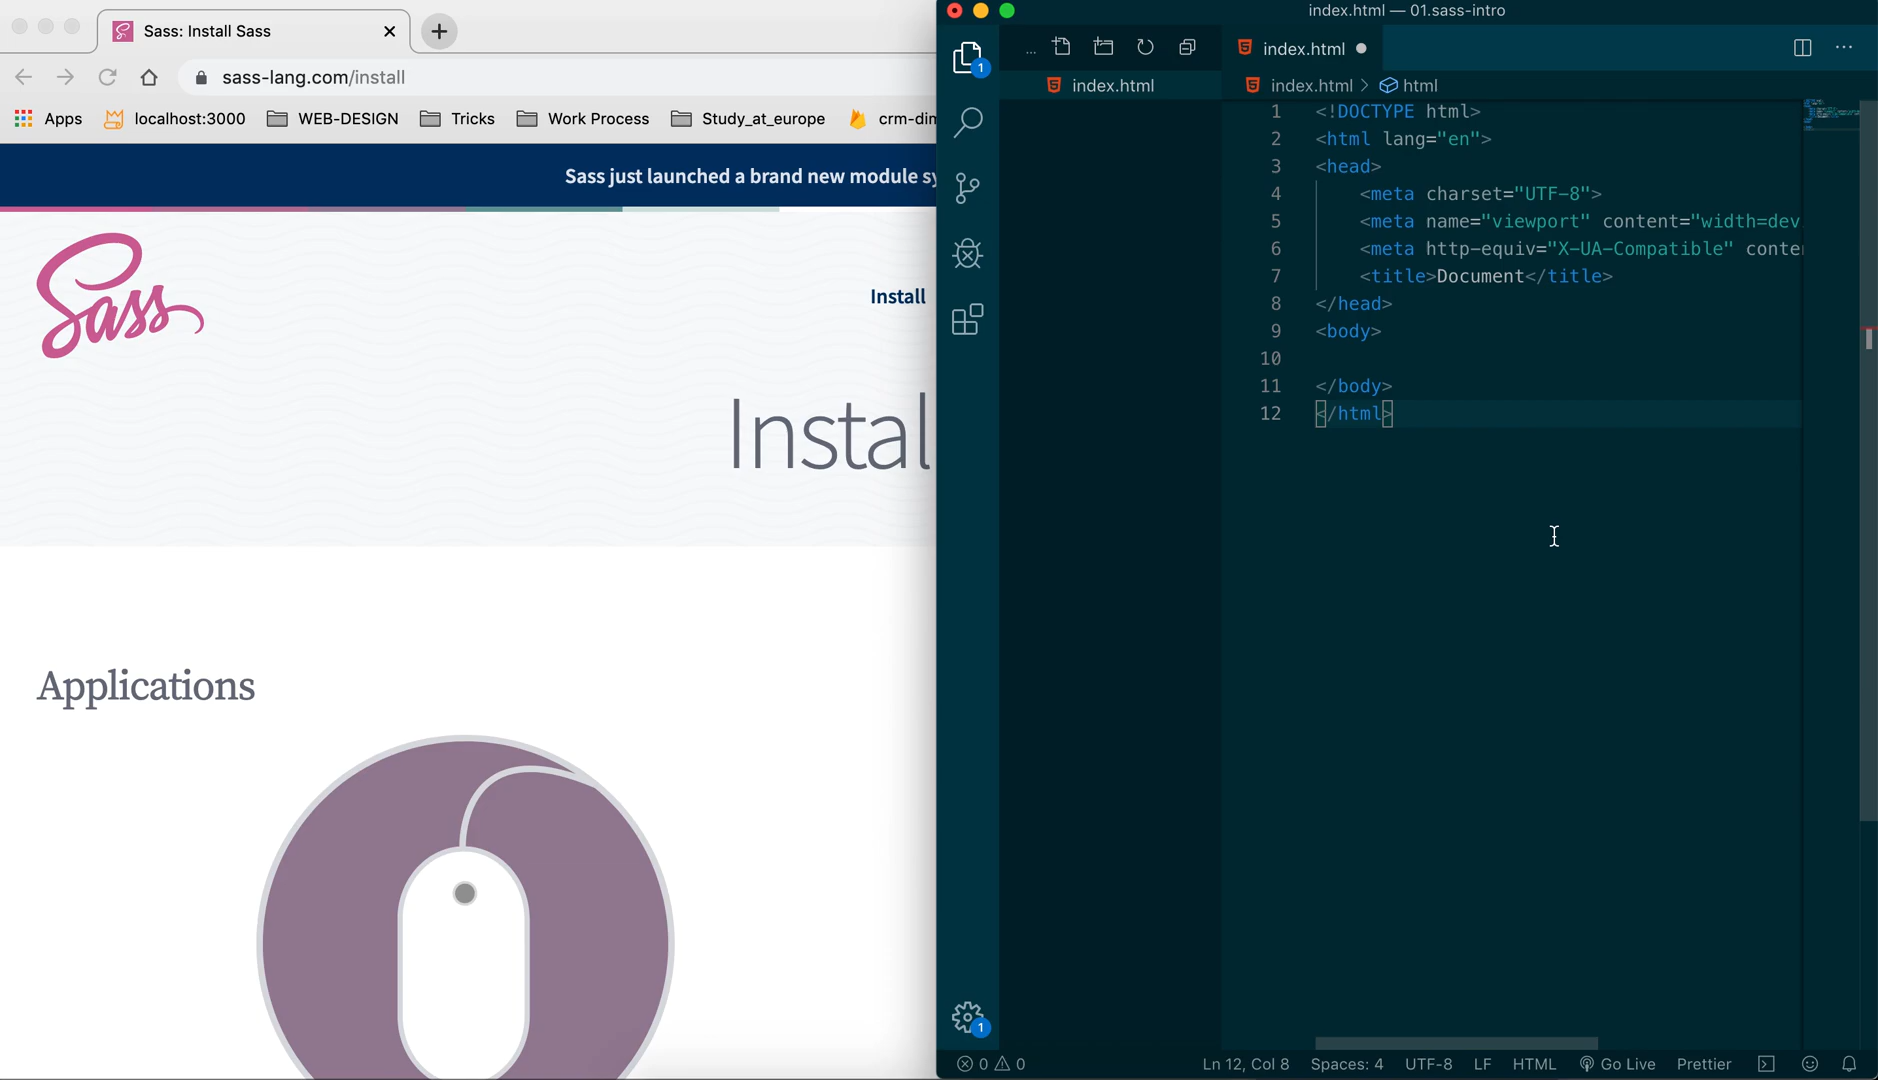 Sass: Install Sass
sass-lang.com/install
Apps
localhost:3000
WEB-DESIGN
Tricks
Work Process
Study_at_europe
crm-din
Sass just launched a brand new module sy
Sass
Install
Instal
Applications
index.html — 01.sass-intro
1
...
index.html
index.html
index.html > html
1 <!DOCTYPE html>
2 <html lang="en">
3 <head>
4 <meta charset="UTF-8">
5 <meta name="viewport" content="width=dev
6 <meta http-equiv="X-UA-Compatible" conte
7 <title>Document</title>
8 </head>
9 <body>
10
11 </body>
12 </html>
1
0 0
Ln 12, Col 8
Spaces: 4
UTF-8
LF
HTML
Go Live
Prettier